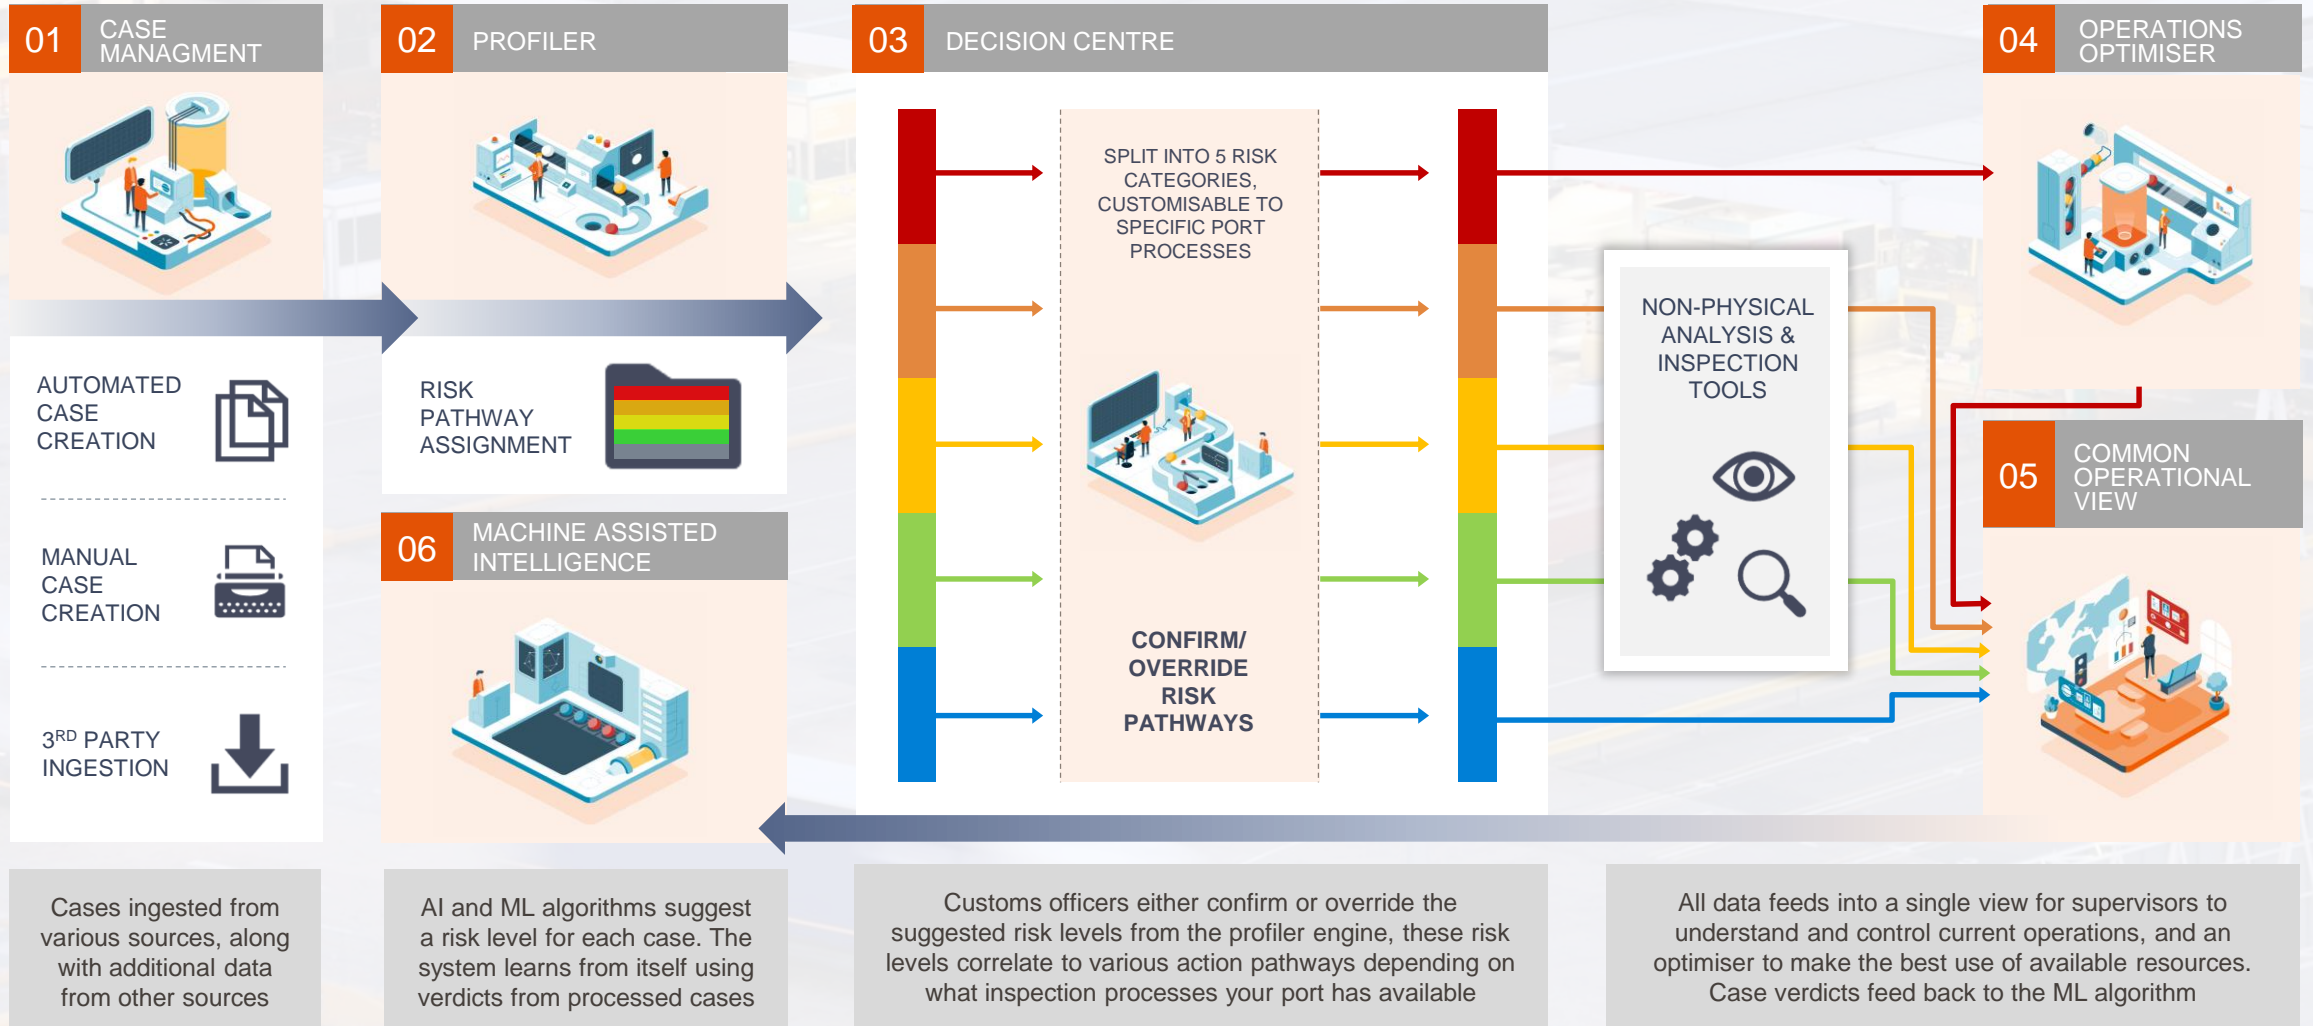 01
CASE
MANAGMENT
AUTOMATED
CASE
CREATION
MANUAL
CASE
CREATION
3RD PARTY
INGESTION
Cases ingested from
various sources, along
with additional data
from other sources
02
PROFILER
RISK
PATHWAY
ASSIGNMENT
06
MACHINE ASSISTED
INTELLIGENCE
AI and ML algorithms suggest
a risk level for each case. The
system learns from itself using
verdicts from processed cases
03
DECISION CENTRE
SPLIT INTO 5 RISK
CATEGORIES,
CUSTOMISABLE TO
SPECIFIC PORT
PROCESSES
CONFIRM/
OVERRIDE
RISK
PATHWAYS
Customs officers either confirm or override the
suggested risk levels from the profiler engine, these risk
levels correlate to various action pathways depending on
what inspection processes your port has available
NON-PHYSICAL
ANALYSIS &
INSPECTION
TOOLS
04
OPERATIONS
OPTIMISER
05
COMMON
OPERATIONAL
VIEW
All data feeds into a single view for supervisors to
understand and control current operations, and an
optimiser to make the best use of available resources.
Case verdicts feed back to the ML algorithm